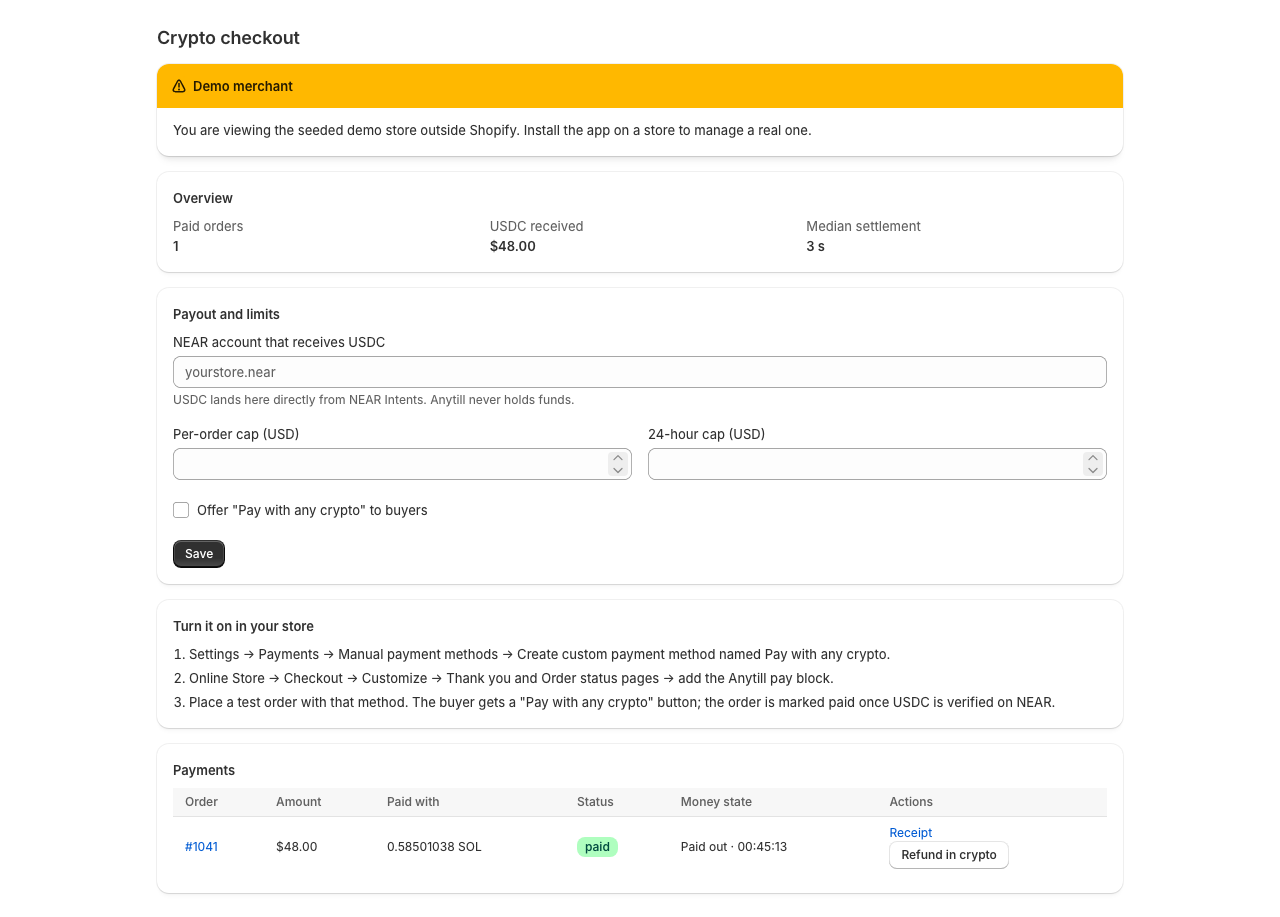 Crypto checkout
Demo merchant
You are viewing the seeded demo store outside Shopify. Install the app on a store to manage a real one.
Overview
Paid orders USDC received Median settlement
1 $48.00 3 s
Payout and limits
NEAR account that receives USDC
yourstore.near
USDC lands here directly from NEAR Intents. Anytill never holds funds.
Per-order cap (USD) 24-hour cap (USD)
Offer "Pay with any crypto" to buyers
Save
Turn it on in your store
1. Settings → Payments → Manual payment methods → Create custom payment method named Pay with any crypto.
2. Online Store → Checkout → Customize → Thank you and Order status pages → add the Anytill pay block.
3. Place a test order with that method. The buyer gets a "Pay with any crypto" button; the order is marked paid once USDC is verified on NEAR.
Payments
Order Amount Paid with Status Money state Actions
#1041 $48.00 0.58501038 SOL paid Paid out · 00:45:13 Receipt
Refund in crypto